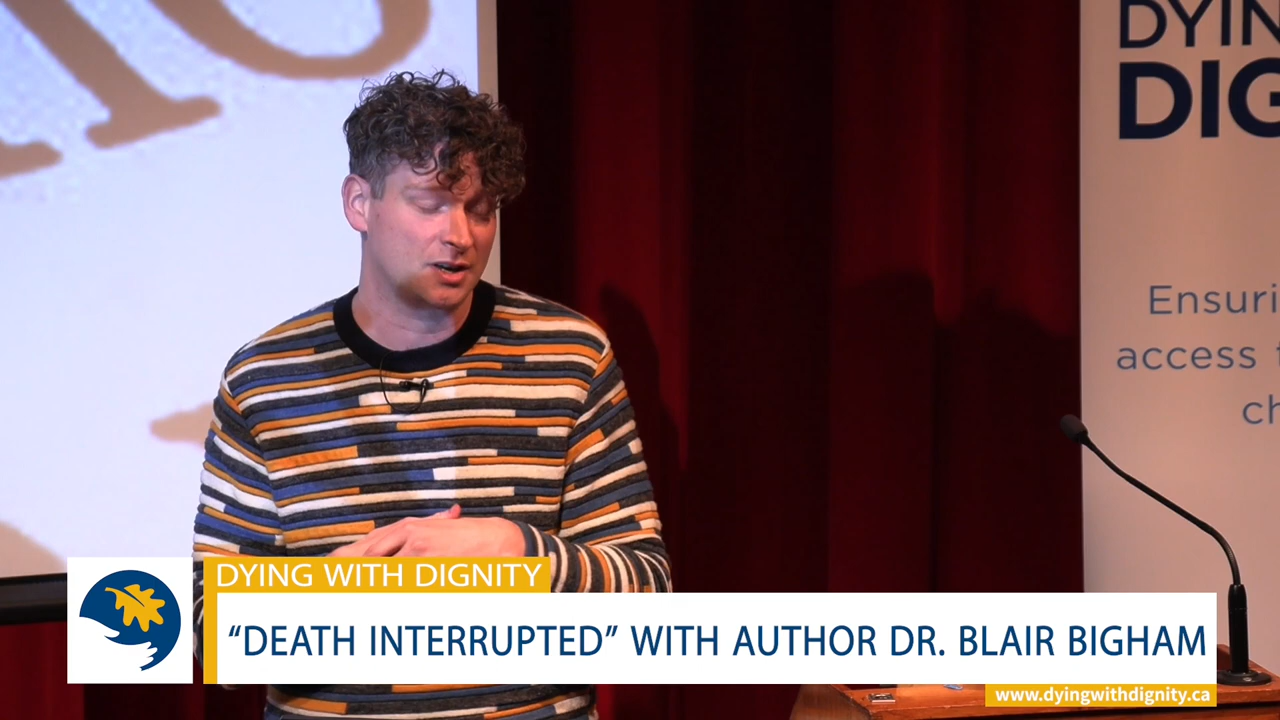 DYING WITH DIGNITY
“DEATH INTERRUPTED” WITH AUTHOR DR. BLAIR BIGHAM
www.dyingwithdignity.ca
DYIN
DIG
Ensuri
access
ch